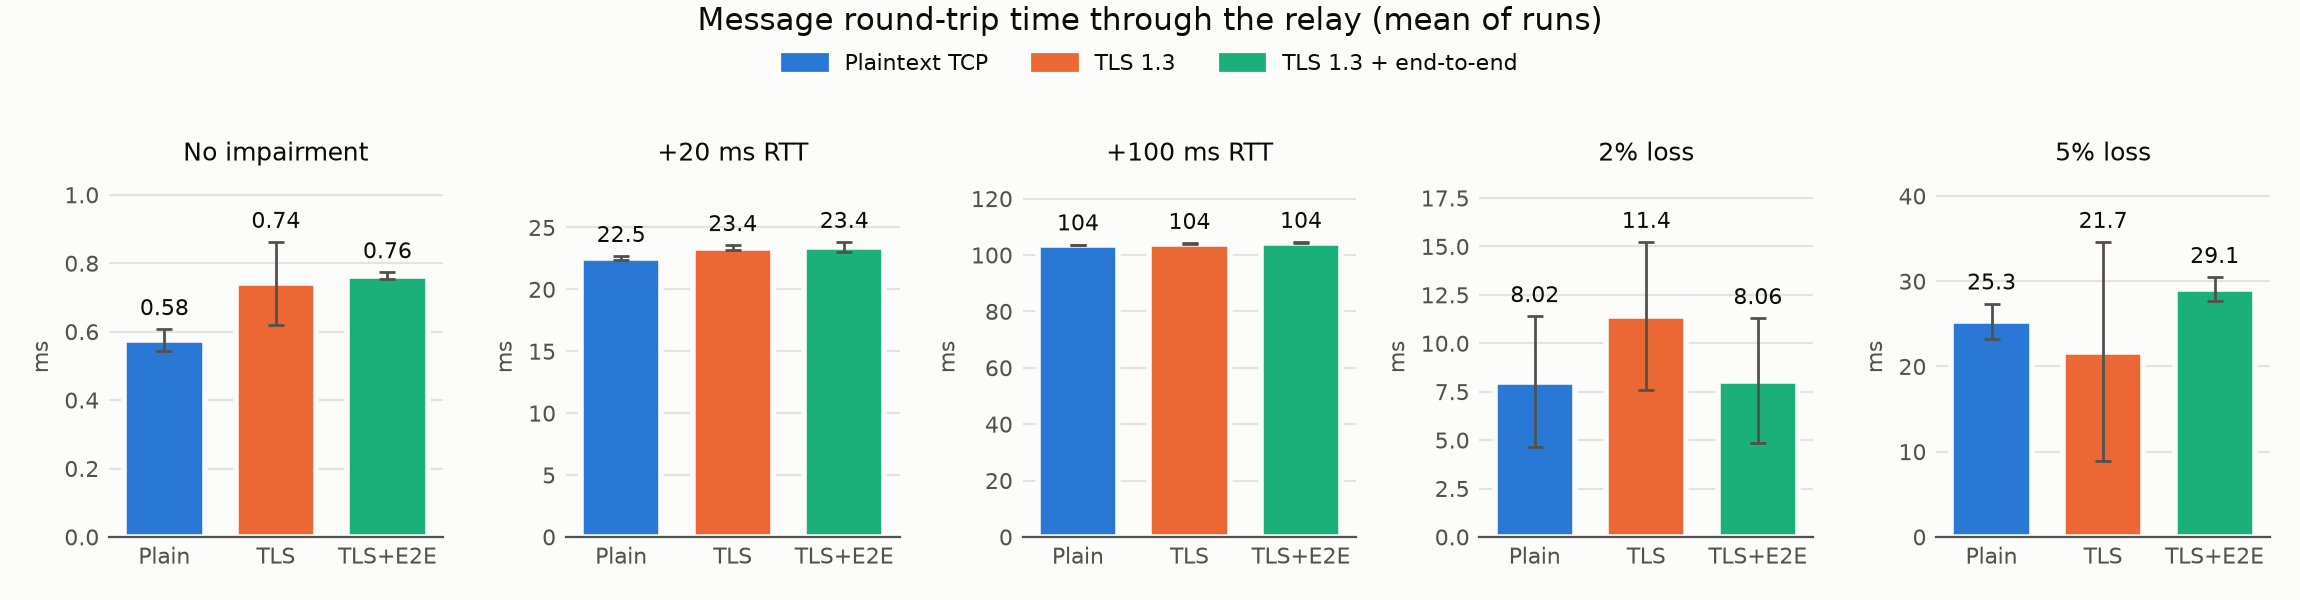 Message round-trip time through the relay (mean of runs)
Plaintext TCP TLS 1.3 TLS 1.3 + end-to-end
No impairment
1.0
0.8
0.6
0.4
0.2
0.0
ms
0.58
0.74
0.76
Plain TLS TLS+E2E
+20 ms RTT
25
20
15
10
5
0
ms
22.5
23.4
23.4
Plain TLS TLS+E2E
+100 ms RTT
120
100
80
60
40
20
0
ms
104
104
104
Plain TLS TLS+E2E
2% loss
17.5
15.0
12.5
10.0
7.5
5.0
2.5
0.0
ms
8.02
11.4
8.06
Plain TLS TLS+E2E
5% loss
40
30
20
10
0
ms
25.3
21.7
29.1
Plain TLS TLS+E2E